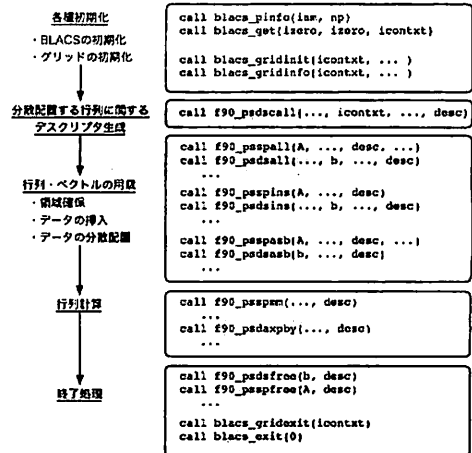 各種初期化
・BLACSの初期化
・グリッドの初期化
call blacs_pinfo(iam, np)
call blacs_get(izero, izero, icontxt)
call blacs_gridinit(icontxt, ... )
call blacs_gridinfo(icontxt, ... )
分散配置する行列に関する
デスクリプタ生成
call f90_psdscall(..., icontxt, ..., desc)
行列・ベクトルの用意
・領域確保
・データの挿入
・データの分散配置
call f90_psspall(A, ..., desc, ...)
call f90_psdsall(..., b, ..., desc)
...
call f90_psspins(A, ..., desc)
call f90_psdsins(..., b, ..., desc)
...
call f90_psspasb(A, ..., desc, ...)
call f90_psdsasb(b, ..., desc)
...
行列計算
call f90_psspmm(..., desc)
...
call f90_psdaxpby(..., desc)
...
終了処理
call f90_psdsfree(b, desc)
call f90_psspfree(A, desc)
...
call blacs_gridexit(icontxt)
call blacs_exit(0)